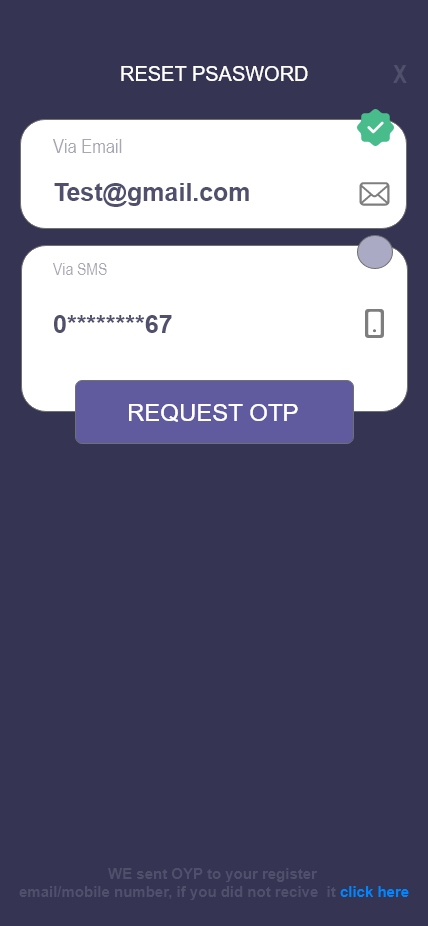 RESET PSASWORD
X
Via Email
Test@gmail.com
Via SMS
0********67
REQUEST OTP
WE sent OYP to your register
email/mobile number, if you did not recive  it click here